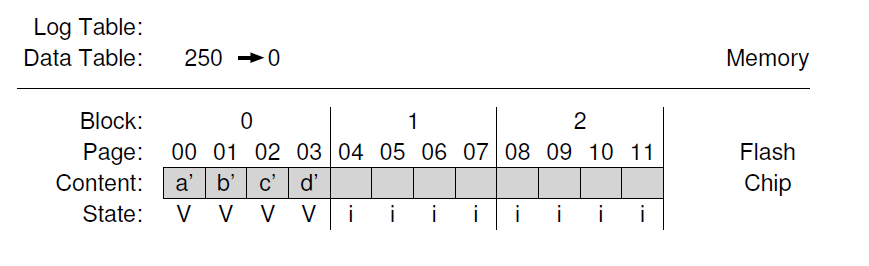 Log Table:
Data Table: 250 → 0 Memory
Block: 0 1 2
Page: 00 01 02 03 04 05 06 07 08 09 10 11 Flash
Content: a’ b’ c’ d’ Chip
State: V V V V i i i i i i i i